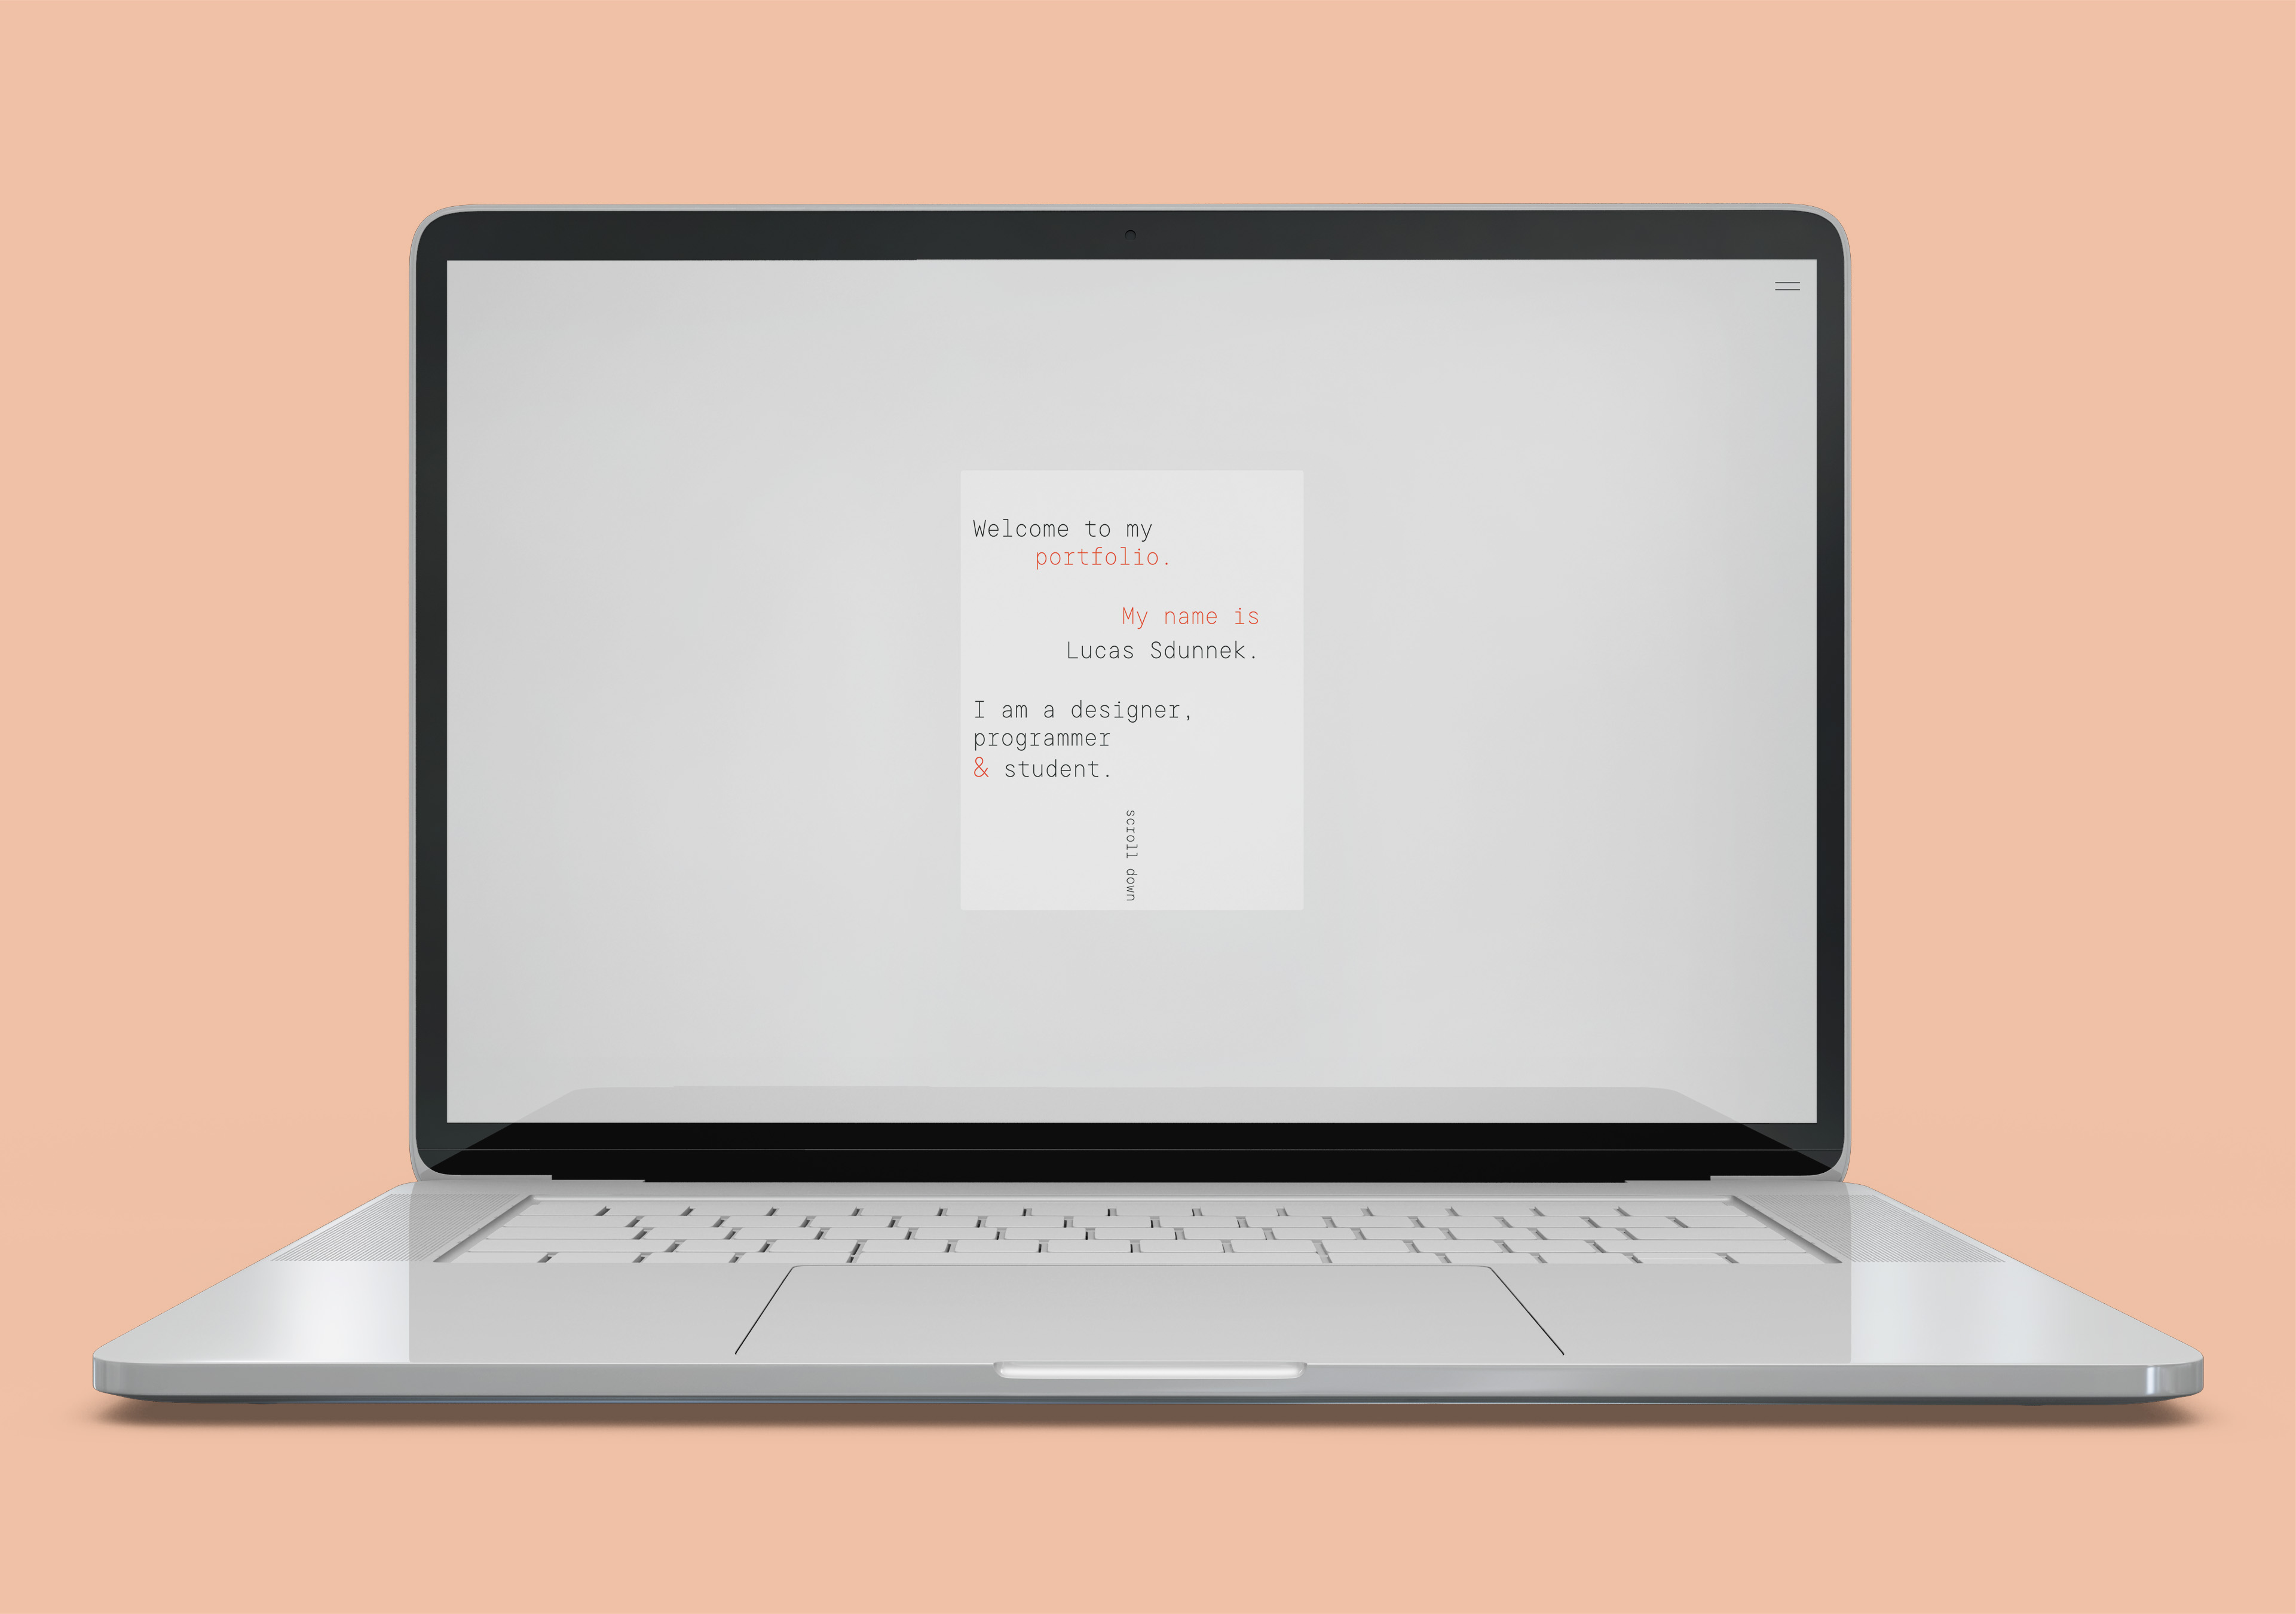 Welcome to my
portfolio.
My name is
Lucas Sdunnek.
I am a designer,
programmer
& student.
scroll down